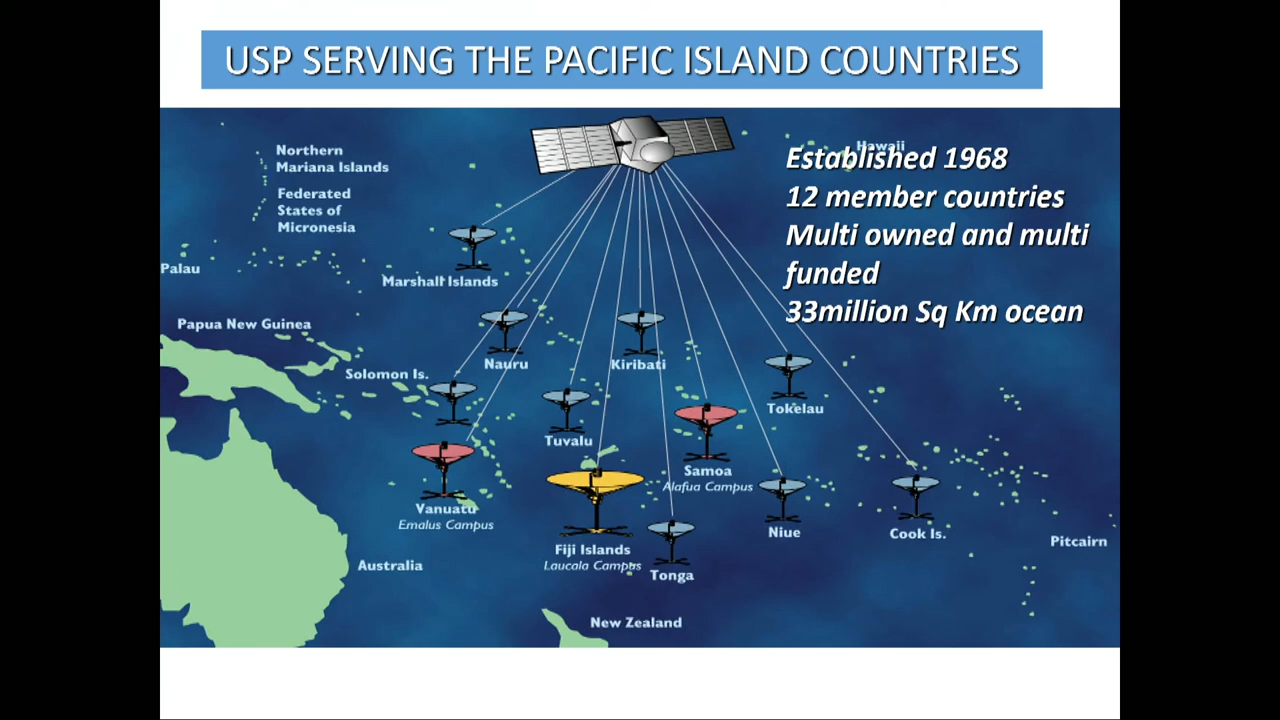 USP SERVING THE PACIFIC ISLAND COUNTRIES
Hawaii
Established 1968
12 member countries
Multi owned and multi
funded
33million Sq Km ocean
Northern
Mariana Islands
Federated
States of
Micronesia
Palau
Marshall Islands
Papua New Guinea
Solomon Is.
Nauru
Kiribati
Tokelau
Tuvalu
Samoa
Alafua Campus
Vanuatu
Emalus Campus
Fiji Islands
Laucala Campus
Tonga
Niue
Cook Is.
Pitcairn
Australia
New Zealand